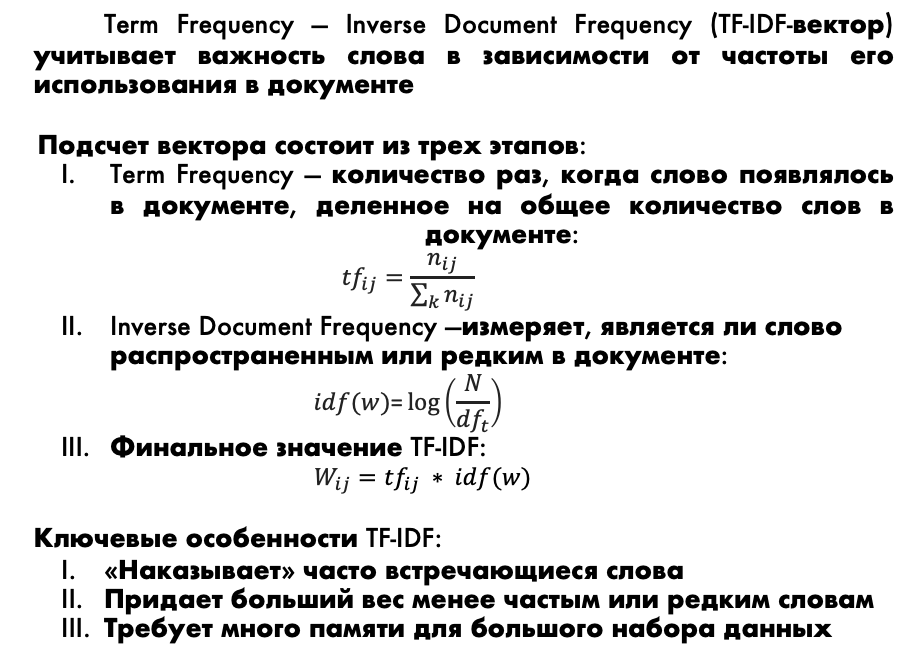 Term Frequency – Inverse Document Frequency (TF-IDF-вектор)
учитывает важность слова в зависимости от частоты его
использования в документе
Подсчет вектора состоит из трех этапов:
I. Term Frequency – количество раз, когда слово появлялось
в документе, деленное на общее количество слов в
документе:
tf_{ij} = \frac{n_{ij}}{\sum_k n_{ij}}
II. Inverse Document Frequency –измеряет, является ли слово
распространенным или редким в документе:
idf(w)= log(\frac{N}{df_t})
III. Финальное значение TF-IDF:
W_{ij} = tf_{ij} * idf(w)
Ключевые особенности TF-IDF:
I. «Наказывает» часто встречающиеся слова
II. Придает больший вес менее частым или редким словам
III. Требует много памяти для большого набора данных